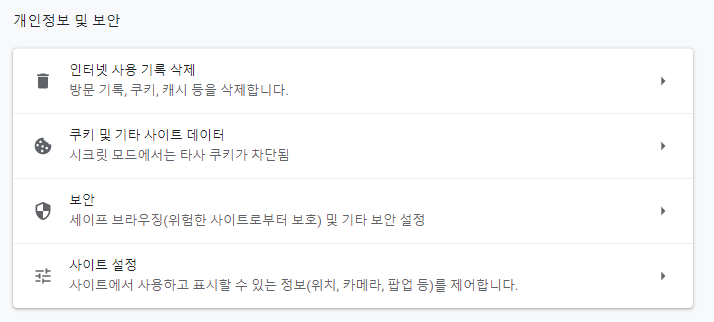 개인정보 및 보안
인터넷 사용 기록 삭제
방문 기록, 쿠키, 캐시 등을 삭제합니다.
쿠키 및 기타 사이트 데이터
시크릿 모드에서는 타사 쿠키가 차단됨
보안
세이프 브라우징(위험한 사이트로부터 보호) 및 기타 보안 설정
사이트 설정
사이트에서 사용하고 표시할 수 있는 정보(위치, 카메라, 팝업 등)를 제어합니다.